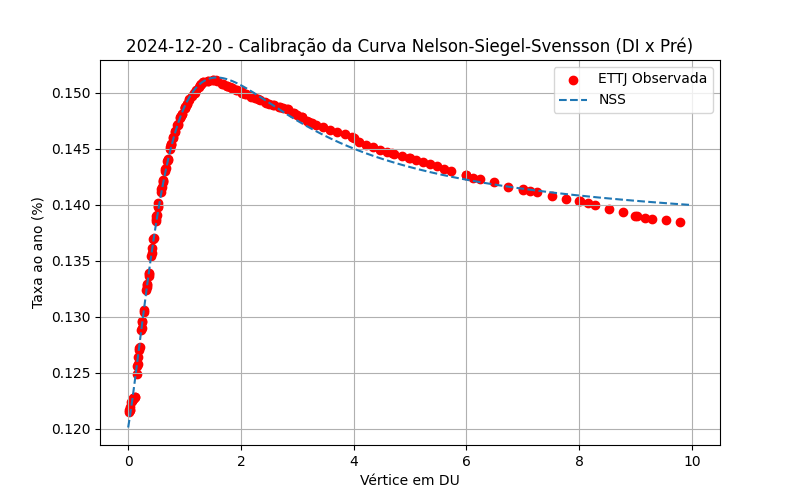 2024-12-20 - Calibração da Curva Nelson-Siegel-Svensson (DI x Pré)
ETTJ Observada
NSS
Taxa ao ano (%)
0.150
0.145
0.140
0.135
0.130
0.125
0.120
0 2 4 6 8 10
Vértice em DU